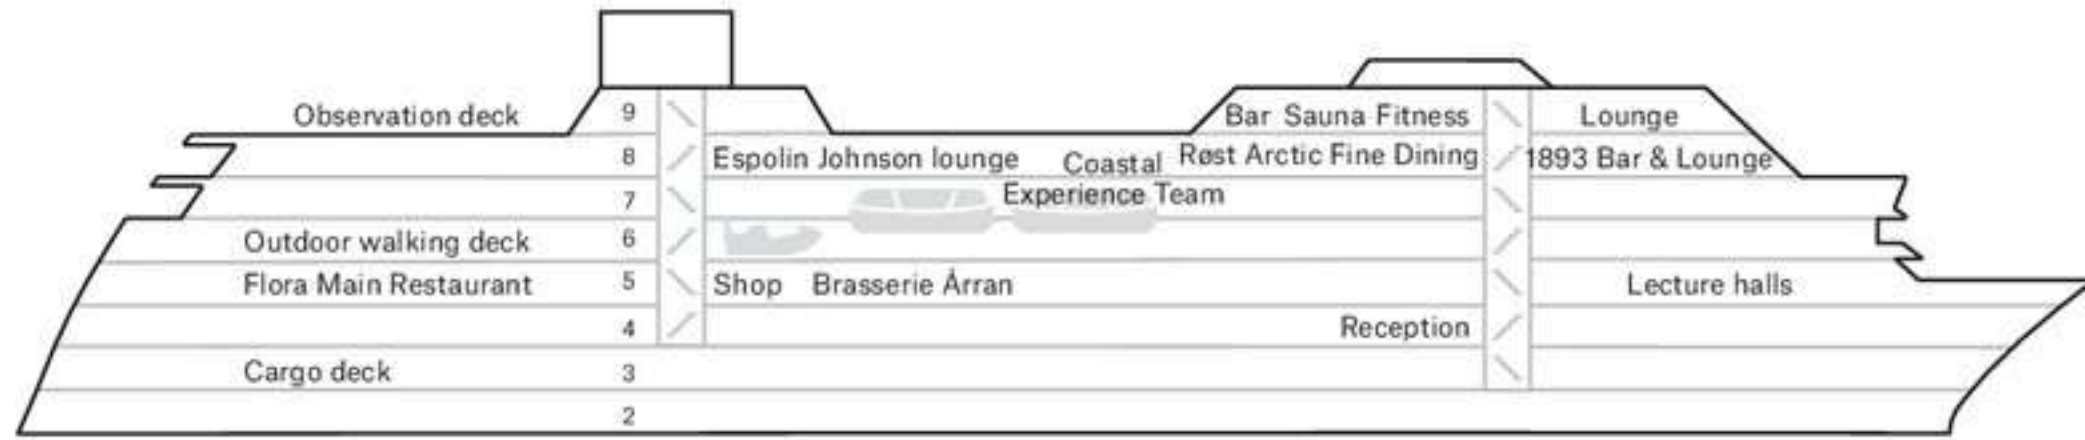 Observation deck 9 Bar Sauna Fitness Lounge
8 Espolin Johnson lounge Coastal Røst Arctic Fine Dining 1893 Bar & Lounge
7 Experience Team
Outdoor walking deck 6
Flora Main Restaurant 5 Shop Brasserie Árran Lecture halls
4 Reception
Cargo deck 3
2